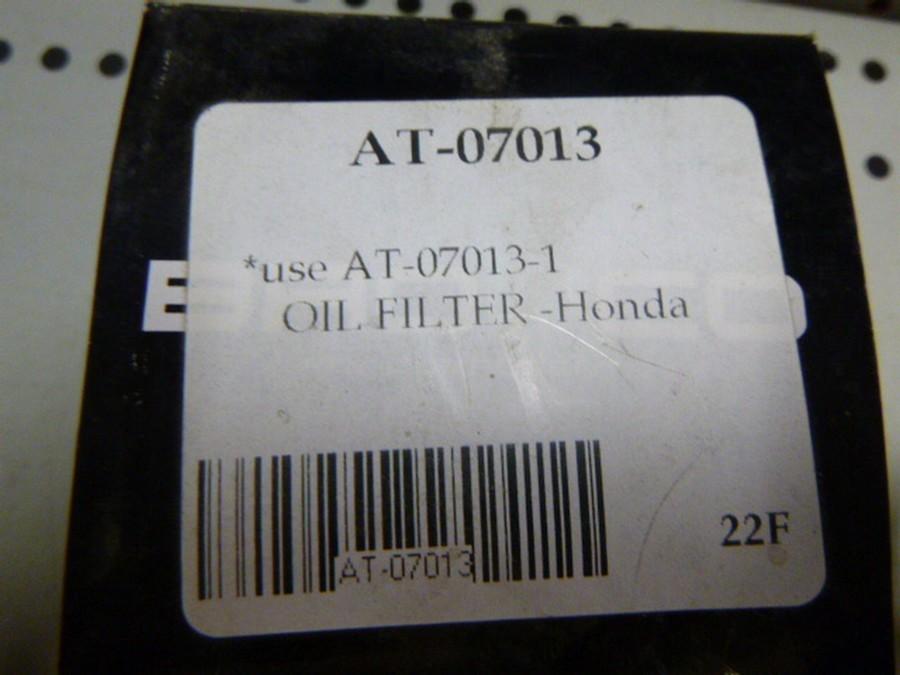 AT-07013
*use AT-07013-1
OIL FILTER -Honda
AT-07013
22F